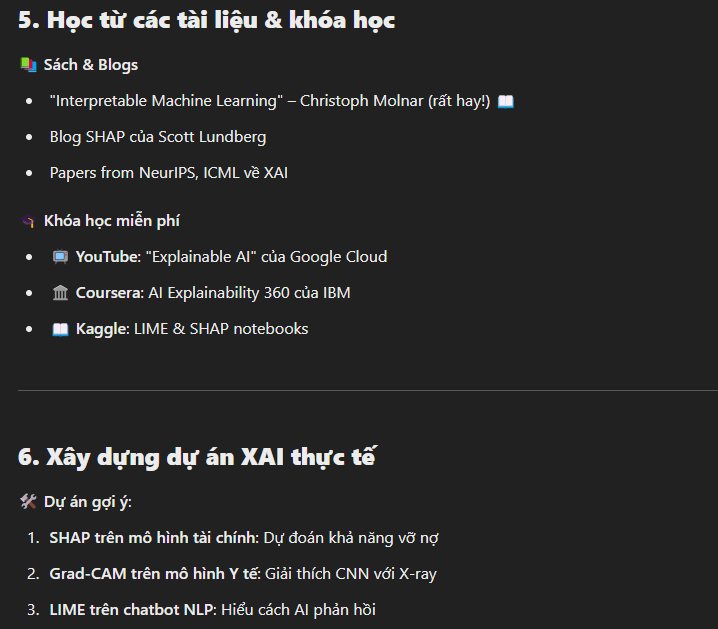 5. Học từ các tài liệu & khóa học
📚 Sách & Blogs
• "Interpretable Machine Learning" – Christoph Molnar (rất hay!) 📖
• Blog SHAP của Scott Lundberg
• Papers from NeurIPS, ICML về XAI
🎓 Khóa học miễn phí
• 📺 YouTube: "Explainable AI" của Google Cloud
• 🏛 Coursera: AI Explainability 360 của IBM
• 📖 Kaggle: LIME & SHAP notebooks
6. Xây dựng dự án XAI thực tế
🛠 Dự án gợi ý:
1. SHAP trên mô hình tài chính: Dự đoán khả năng vỡ nợ
2. Grad-CAM trên mô hình Y tế: Giải thích CNN với X-ray
3. LIME trên chatbot NLP: Hiểu cách AI phản hồi